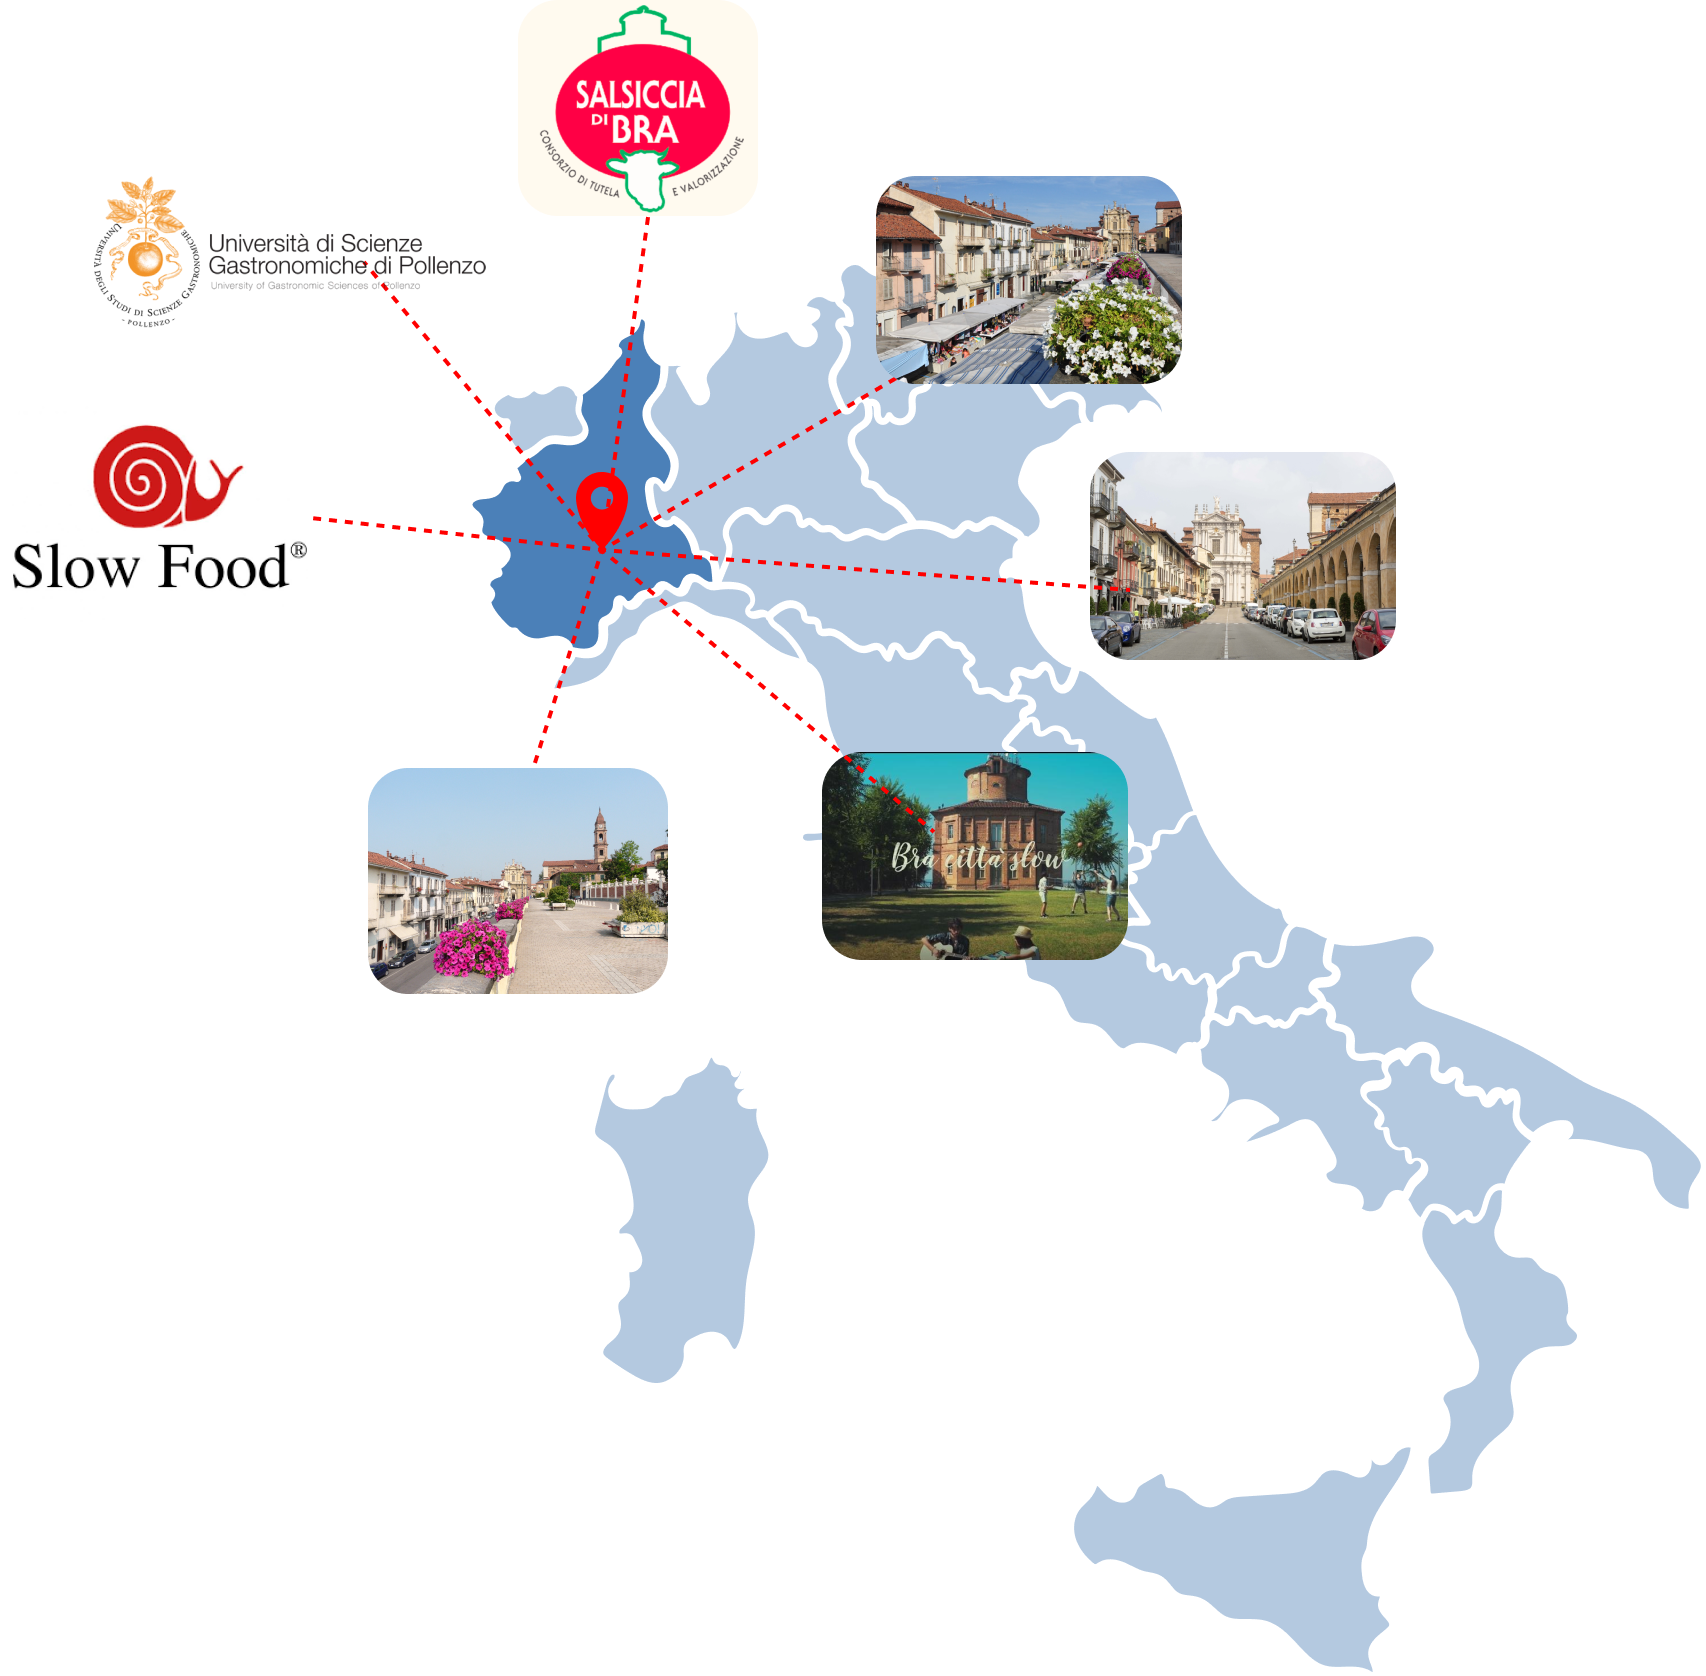 SALSICCIA
DI BRA
CONSORZIO DI TUTELA E VALORIZZAZIONE
UNIVERSITÀ DEGLI STUDI DI SCIENZE GASTRONOMICHE
- POLLENZO -
Università di Scienze
Gastronomiche di Pollenzo
University of Gastronomic Sciences of Pollenzo
Slow Food®
Bra città slow